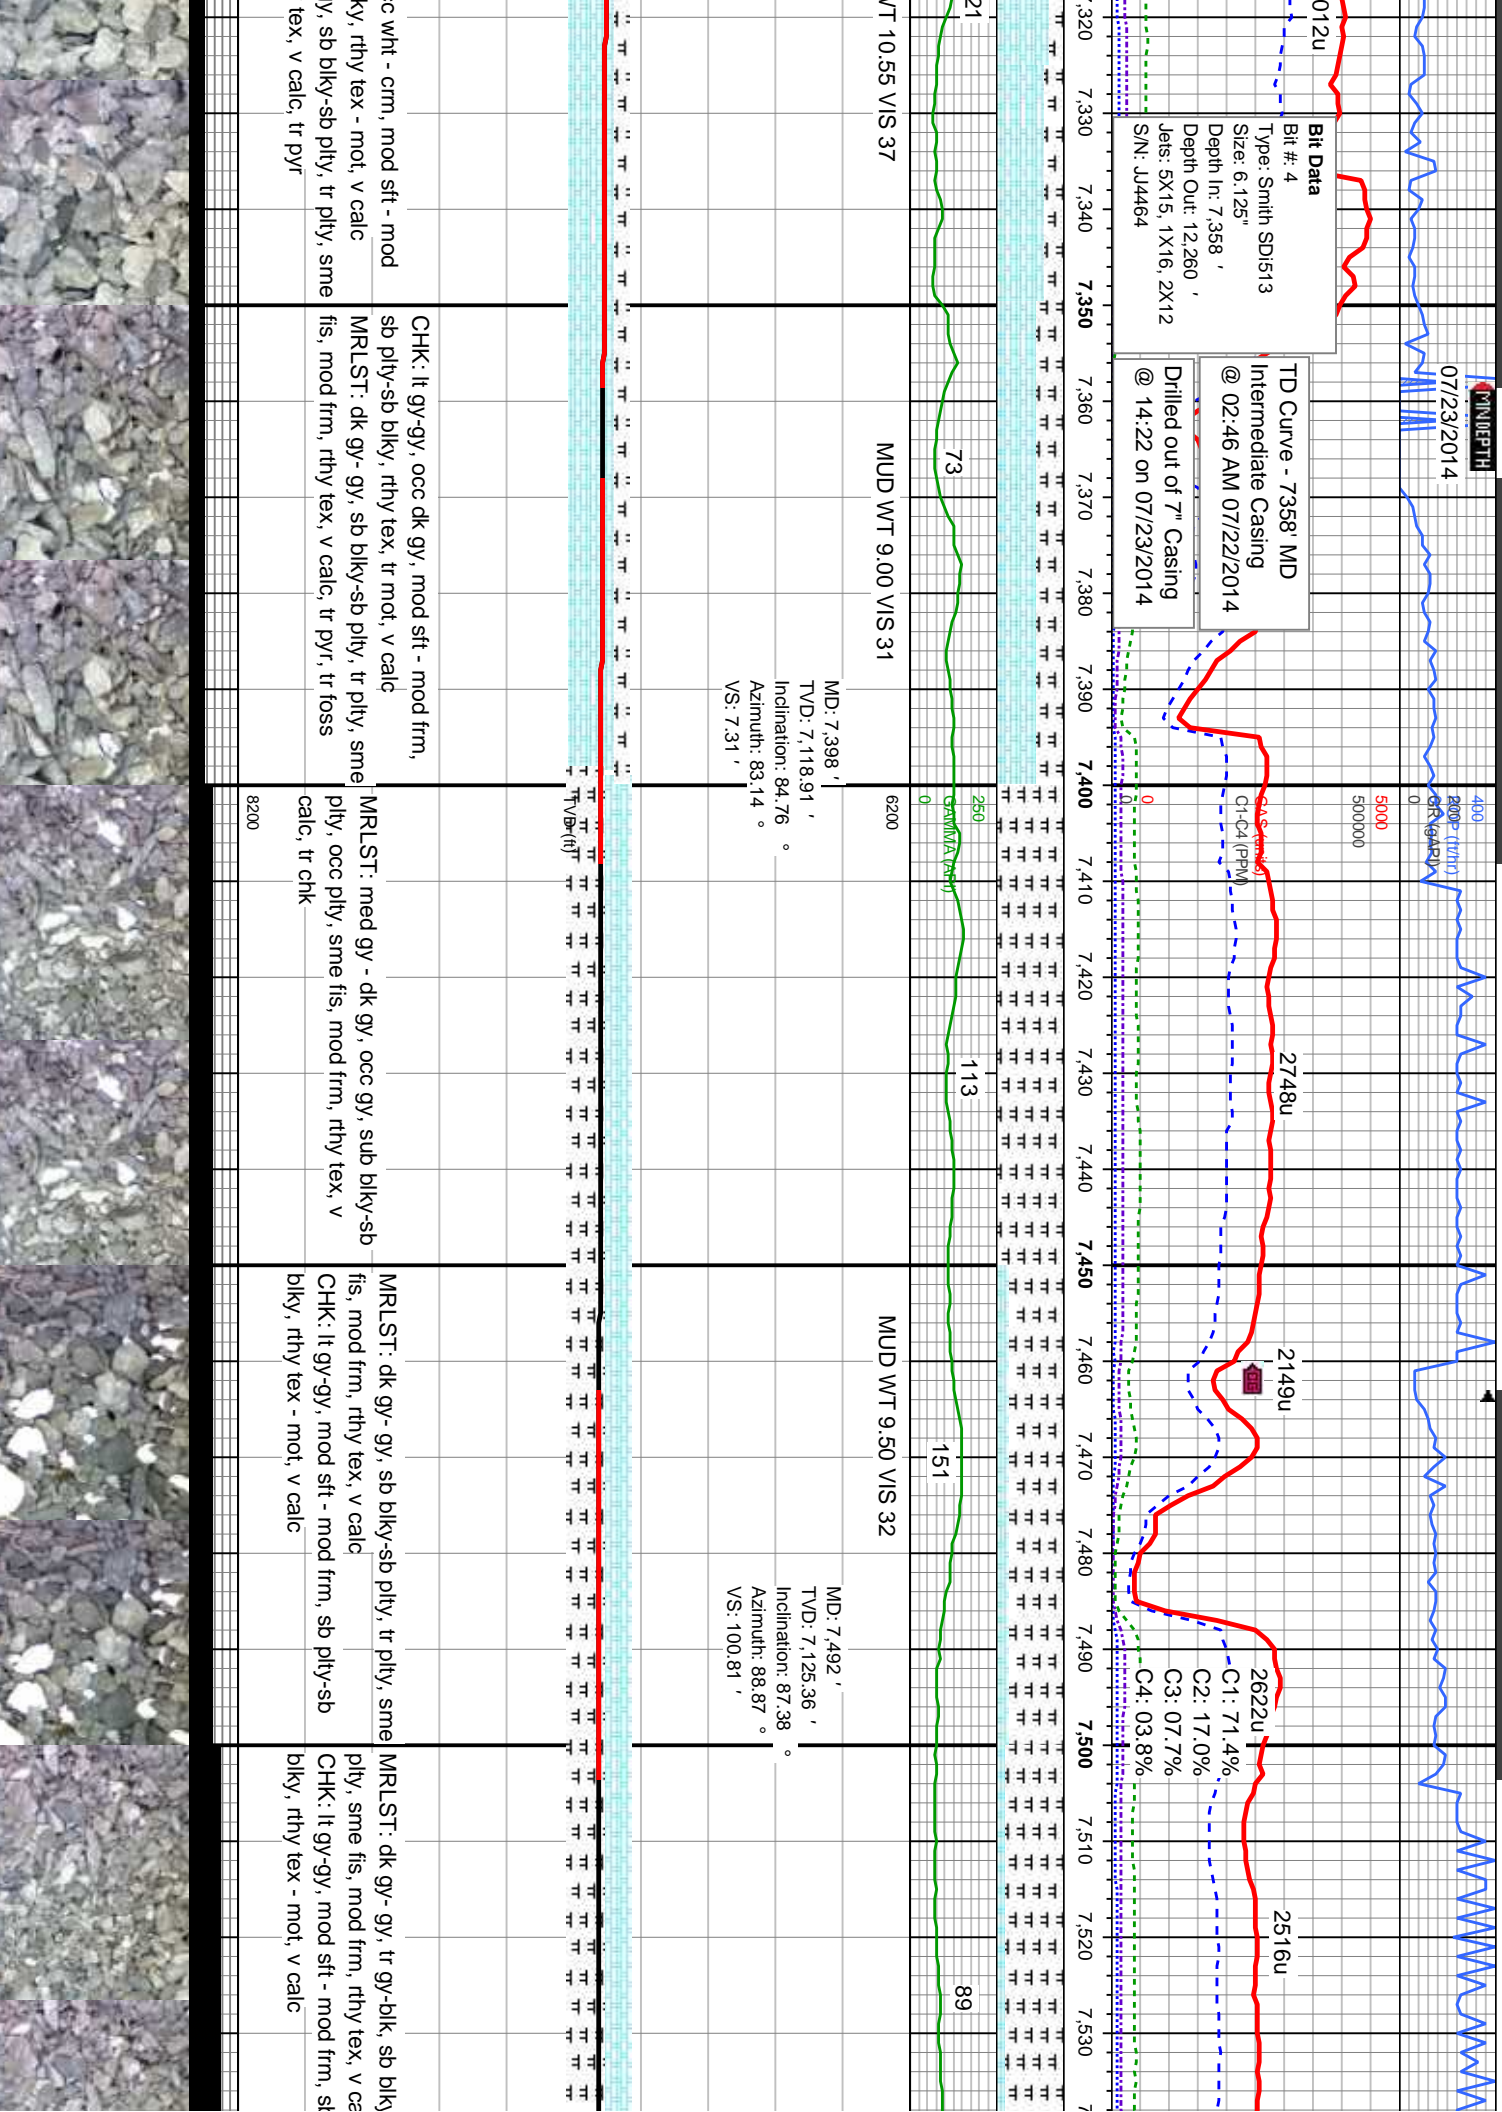 012u
7,320
7,330
7,340
7,350
7,360
7,370
7,380
7,390
7,400
7,410
7,420
7,430
7,440
7,450
7,460
7,470
7,480
7,490
7,500
7,510
7,520
7,530
Bit Data
Bit #: 4
Type: Smith SDi513
Size: 6.125"
Depth In: 7,358 '
Depth Out: 12,260 '
Jets: 5X15, 1X16, 2X12
S/N: JJ4464
07/23/2014
TD Curve - 7358' MD
Intermediate Casing
@ 02:46 AM 07/22/2014
Drilled out of 7" Casing
@ 14:22 on 07/23/2014
400
ROP (ft/hr)
0
GR (gAPI)
5000
GAS (units)
0
500000
C1-C4 (PPM)
0
2748u
2149u
2622u
C1: 71.4%
C2: 17.0%
C3: 07.7%
C4: 03.8%
2516u
21
73
250
GAMMA (API)
0
113
151
89
WT 10.55 VIS 37
MUD WT 9.00 VIS 31
MUD WT 9.50 VIS 32
MD: 7,398 '
TVD: 7,118.91 '
Inclination: 84.76 °
Azimuth: 83.14 °
VS: 7.31 '
MD: 7,492 '
TVD: 7,125.36 '
Inclination: 87.38 °
Azimuth: 88.87 °
VS: 100.81 '
6200
TVD (ft)
8200
c wht - crm, mod sft - mod
ky, rthy tex - mot, v calc
gy, sb blky-sb plty, tr plty, sme
tex, v calc, tr pyr
CHK: lt gy-gy, occ dk gy, mod sft - mod frm,
sb plty-sb blky, rthy tex, tr mot, v calc
MRLST: dk gy- gy, sb blky-sb plty, tr plty, sme
fis, mod frm, rthy tex, v calc, tr pyr, tr foss
MRLST: med gy - dk gy, occ gy, sub blky-sb
plty, occ plty, sme fis, mod frm, rthy tex, v
calc, tr chk
MRLST: dk gy- gy, sb blky-sb plty, tr plty, sme
fis, mod frm, rthy tex, v calc
CHK: lt gy-gy, mod sft - mod frm, sb plty-sb
blky, rthy tex - mot, v calc
MRLST: dk gy- gy, tr gy-blk, sb blky
plty, sme fis, mod frm, rthy tex, v ca
CHK: lt gy-gy, mod sft - mod frm, sb
blky, rthy tex - mot, v calc